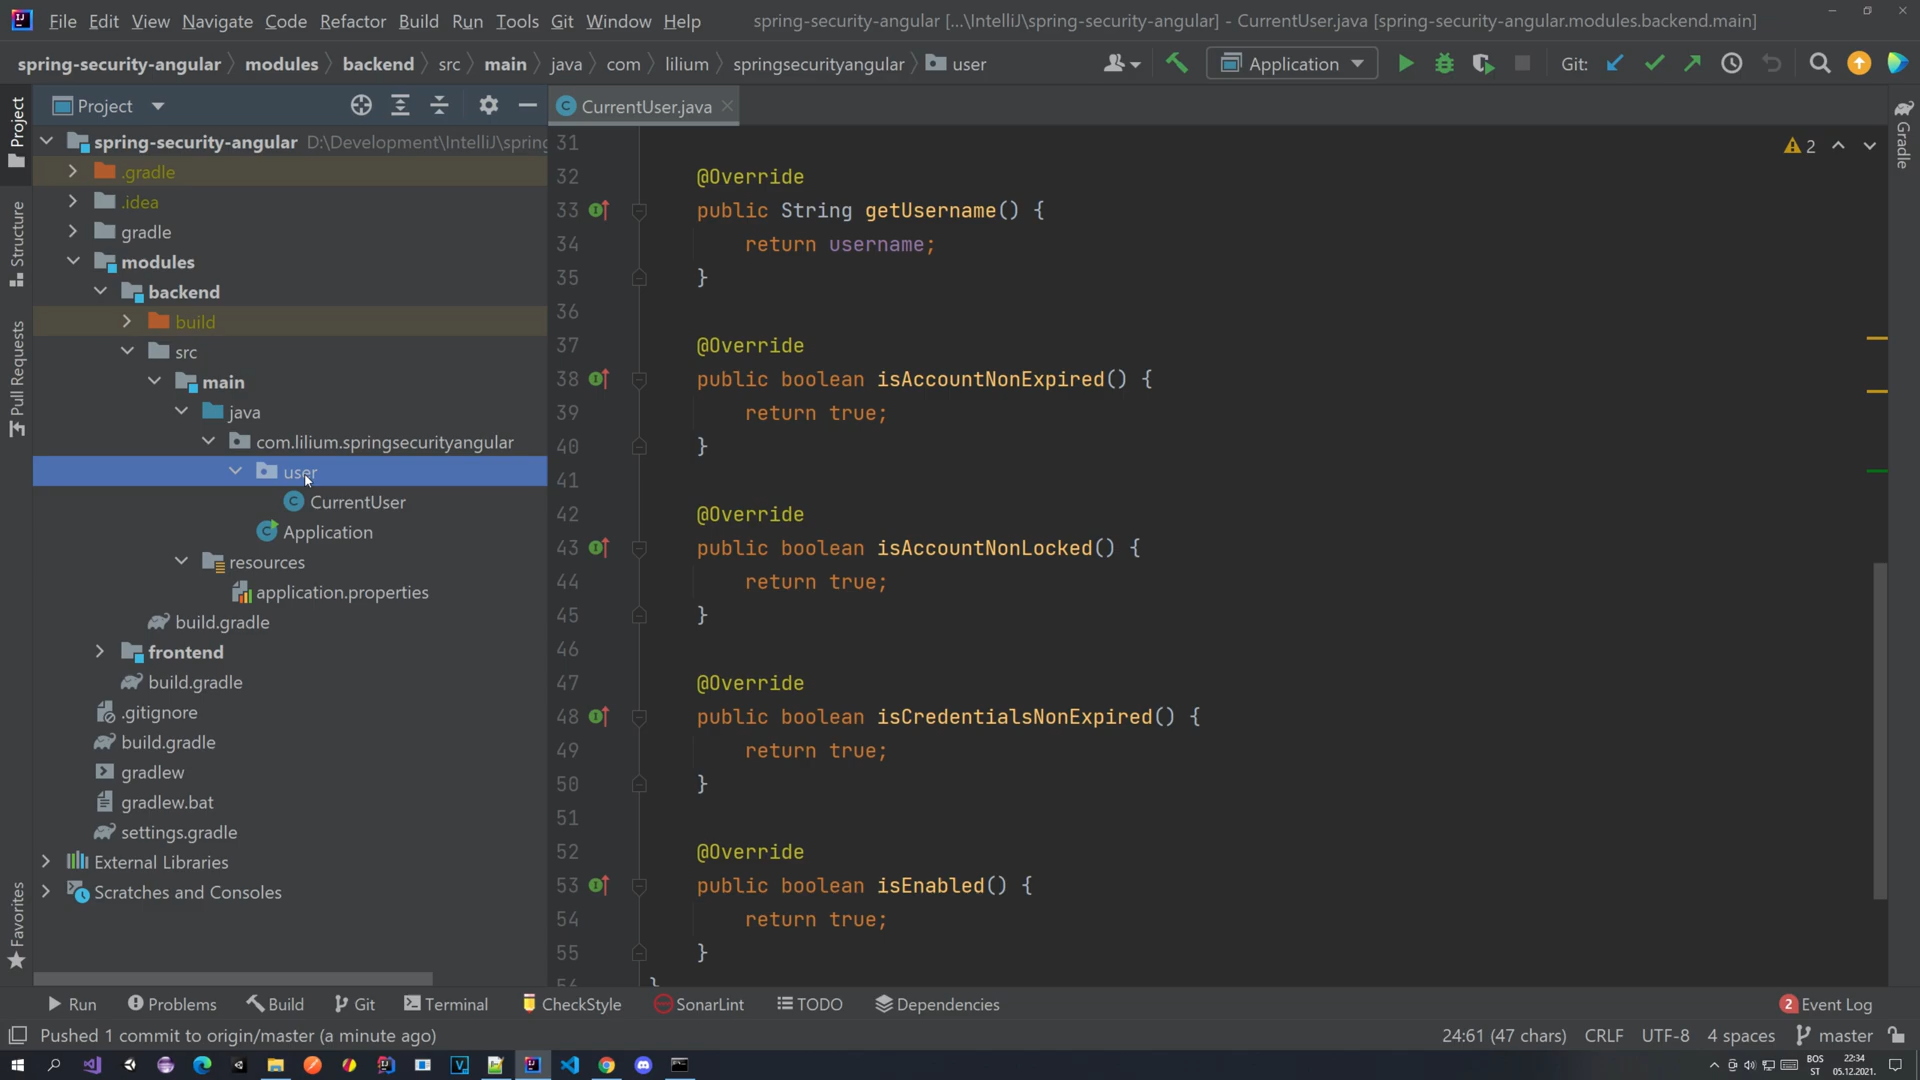 File Edit View Navigate Code Refactor Build Run Tools Git Window Help
spring-security-angular [...\IntelliJ\spring-security-angular] - CurrentUser.java [spring-security-angular.modules.backend.main]
spring-security-angular modules backend src main java com lilium springsecurityangular user
Application
Git:
Project
CurrentUser.java
spring-security-angular D:\Development\IntelliJ\spring
.gradle
.idea
gradle
modules
backend
build
src
main
java
com.lilium.springsecurityangular
user
CurrentUser
Application
resources
application.properties
build.gradle
frontend
build.gradle
.gitignore
build.gradle
gradlew
gradlew.bat
settings.gradle
External Libraries
Scratches and Consoles
Project
Structure
Pull Requests
Favorites
31
32 @Override
33 public String getUsername() {
34 return username;
35 }
36
37 @Override
38 public boolean isAccountNonExpired() {
39 return true;
40 }
41
42 @Override
43 public boolean isAccountNonLocked() {
44 return true;
45 }
46
47 @Override
48 public boolean isCredentialsNonExpired() {
49 return true;
50 }
51
52 @Override
53 public boolean isEnabled() {
54 return true;
55 }
56 }
2
Gradle
Run Problems Build Git Terminal CheckStyle SonarLint TODO Dependencies
2 Event Log
Pushed 1 commit to origin/master (a minute ago)
24:61 (47 chars) CRLF UTF-8 4 spaces master
BOS
ST
22:34
05.12.2021.